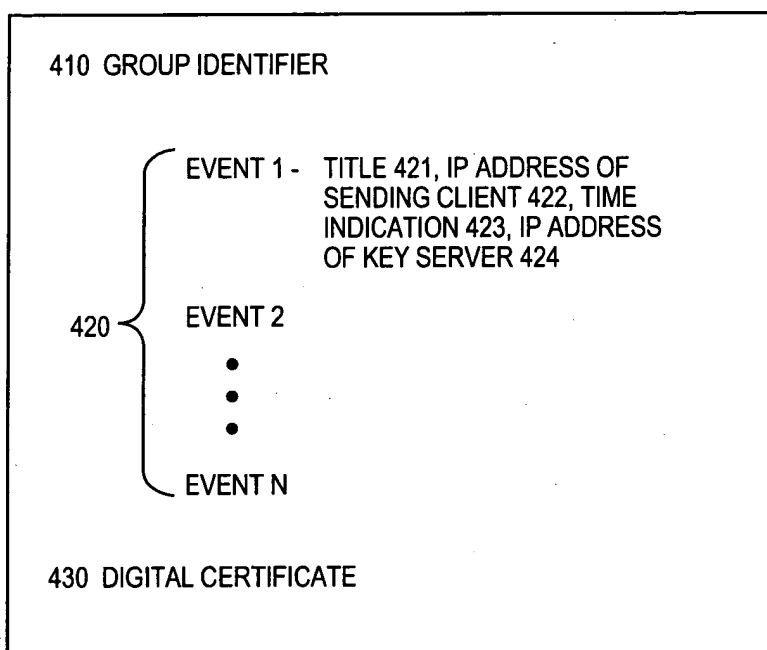 410 GROUP IDENTIFIER
EVENT 1 - TITLE 421, IP ADDRESS OF
SENDING CLIENT 422, TIME
INDICATION 423, IP ADDRESS
OF KEY SERVER 424
420
EVENT 2
EVENT N
430 DIGITAL CERTIFICATE